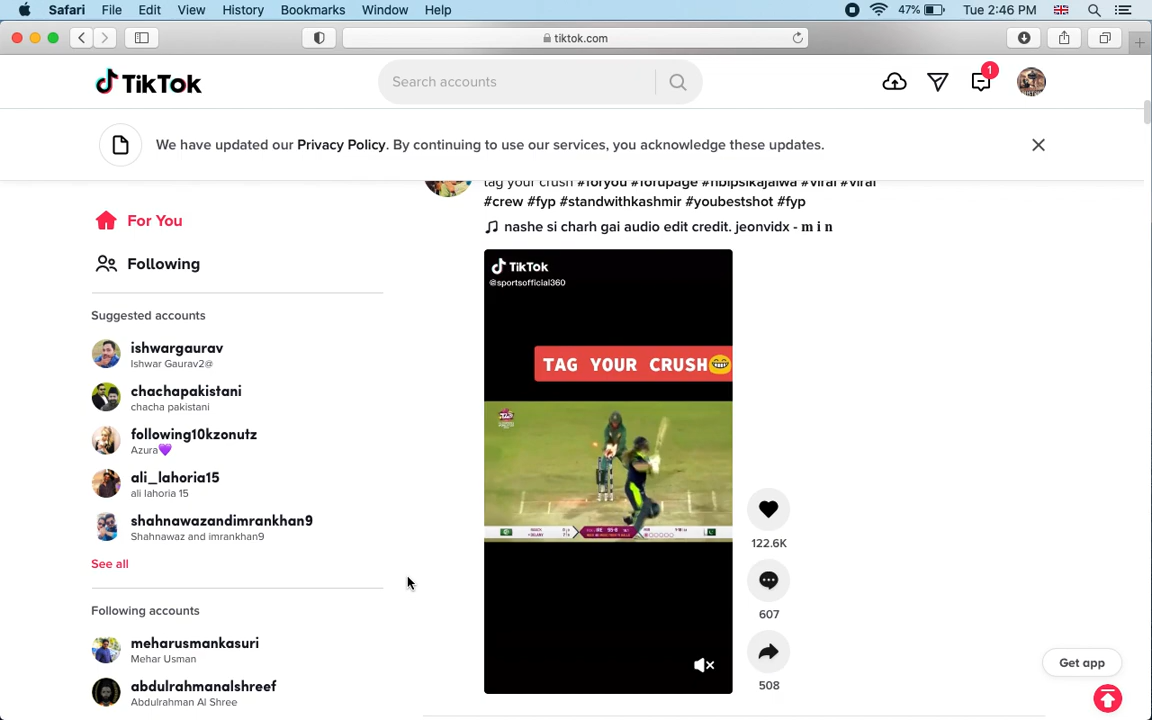 Safari File Edit View History Bookmarks Window Help 47% Tue 2:46 PM
tiktok.com
TikTok Search accounts 1
We have updated our Privacy Policy. By continuing to use our services, you acknowledge these updates.
For You
Following
Suggested accounts
ishwargaurav
Ishwar Gaurav2@
chachapakistani
chacha pakistani
following10kzonutz
Azura💜
ali_lahoria15
ali lahoria 15
shahnawazandimrankhan9
Shahnawaz and imrankhan9
See all
Following accounts
meharusmankasuri
Mehar Usman
abdulrahmanalshreef
Abdulrahman Al Shree
tag your crush #foryou #forupage #hblpsl6ajalwa #viral #viral
#crew #fyp #standwithkashmir #youbestshot #fyp
nashe si charh gai audio edit credit. jeonvidx - m i n
TikTok
@sportsofficial360
TAG YOUR CRUSH😁
122.6K
607
508
Get app